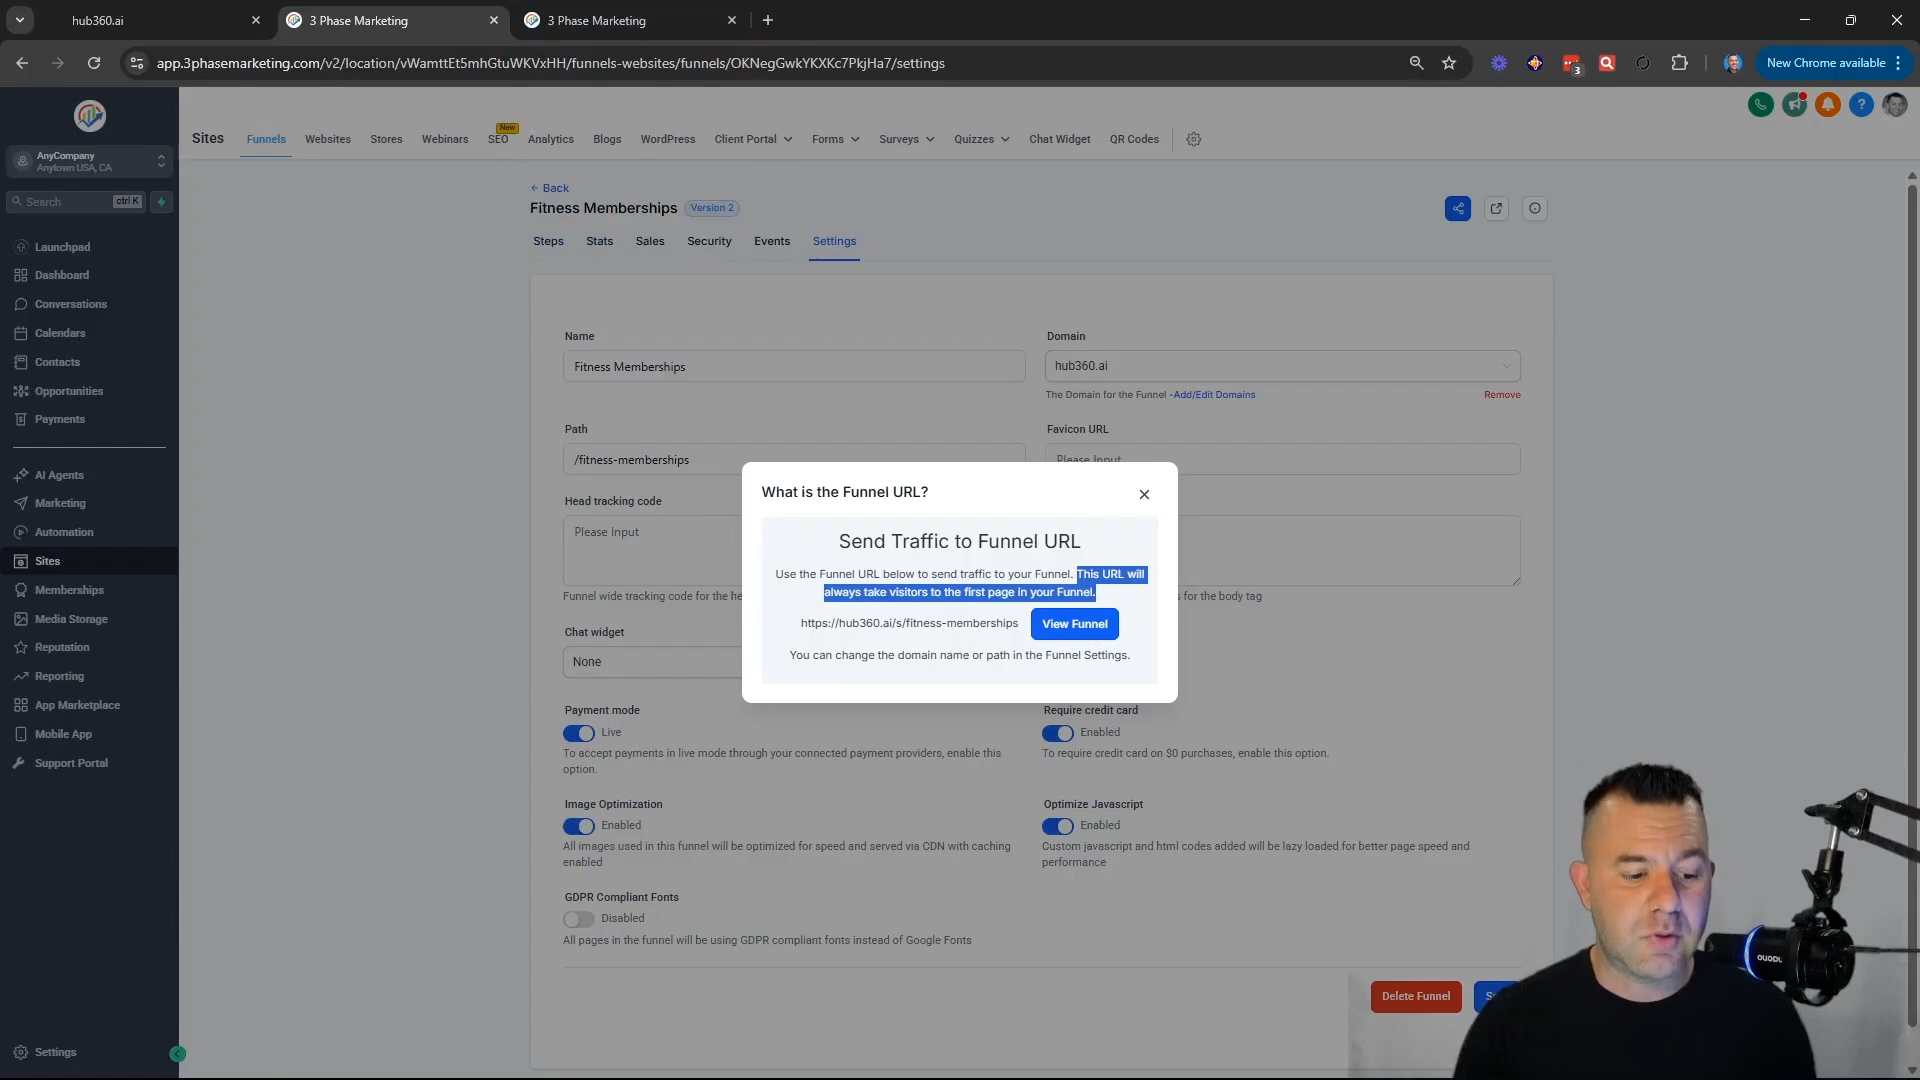 hub360.ai
3 Phase Marketing
3 Phase Marketing
app.3phasemarketing.com/v2/location/vWamttEt5mhGtuWKVxHH/funnels-websites/funnels/OKNegGwkYKXKc7PkjHa7/settings
3
New Chrome available
AnyCompany
Anytown USA, CA
Search
ctrl K
Launchpad
Dashboard
Conversations
Calendars
Contacts
Opportunities
Payments
AI Agents
Marketing
Automation
Sites
Memberships
Media Storage
Reputation
Reporting
App Marketplace
Mobile App
Support Portal
Settings
Sites
Funnels
Websites
Stores
Webinars
SEO
New
Analytics
Blogs
WordPress
Client Portal
Forms
Surveys
Quizzes
Chat Widget
QR Codes
?
← Back
Fitness Memberships
Version 2
Steps
Stats
Sales
Security
Events
Settings
Name
Fitness Memberships
Domain
hub360.ai
The Domain for the Funnel -Add/Edit Domains
Remove
Path
/fitness-memberships
Favicon URL
Please Input
Head tracking code
Please Input
Funnel wide tracking code for the
for the body tag
Chat widget
None
What is the Funnel URL?
Send Traffic to Funnel URL
Use the Funnel URL below to send traffic to your Funnel. This URL will
always take visitors to the first page in your Funnel.
https://hub360.ai/s/fitness-memberships
View Funnel
You can change the domain name or path in the Funnel Settings.
Payment mode
Live
To accept payments in live mode through your connected payment providers, enable this
option.
Require credit card
Enabled
To require credit card on $0 purchases, enable this option.
Image Optimization
Enabled
All images used in this funnel will be optimized for speed and served via CDN with caching
enabled
Optimize Javascript
Enabled
Custom javascript and html codes added will be lazy loaded for better page speed and
performance
GDPR Compliant Fonts
Disabled
All pages in the funnel will be using GDPR compliant fonts instead of Google Fonts
Delete Funnel